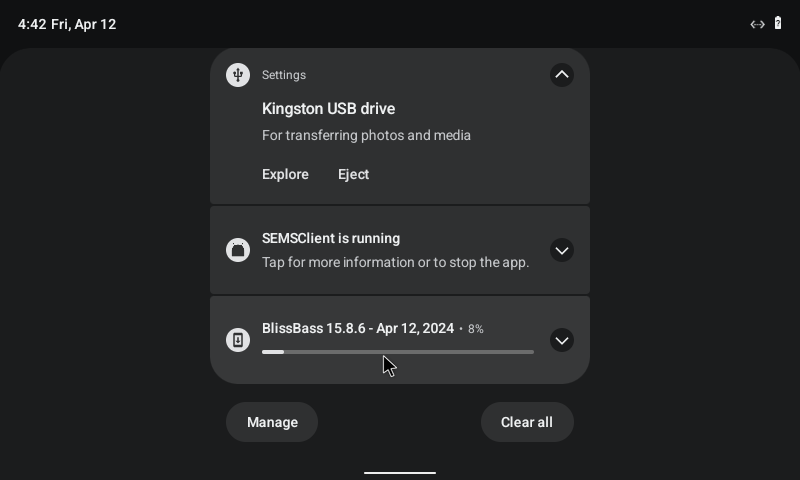 4:42 Fri, Apr 12
Settings
Kingston USB drive
For transferring photos and media
Explore Eject
SEMSClient is running
Tap for more information or to stop the app.
BlissBass 15.8.6 - Apr 12, 2024 • 8%
Manage Clear all